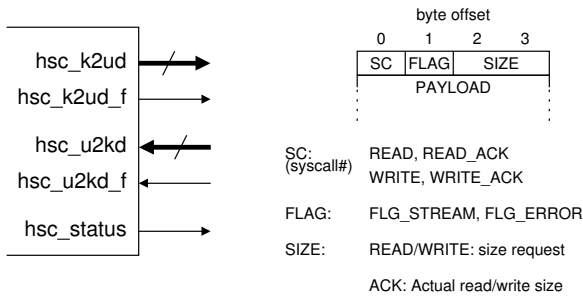 hsc_k2ud
hsc_k2ud_f
hsc_u2kd
hsc_u2kd_f
hsc_status
byte offset
0 1 2 3
SC FLAG SIZE
PAYLOAD
SC: READ, READ_ACK
(syscall#)
WRITE, WRITE_ACK
FLAG: FLG_STREAM, FLG_ERROR
SIZE: READ/WRITE: size request
ACK: Actual read/write size